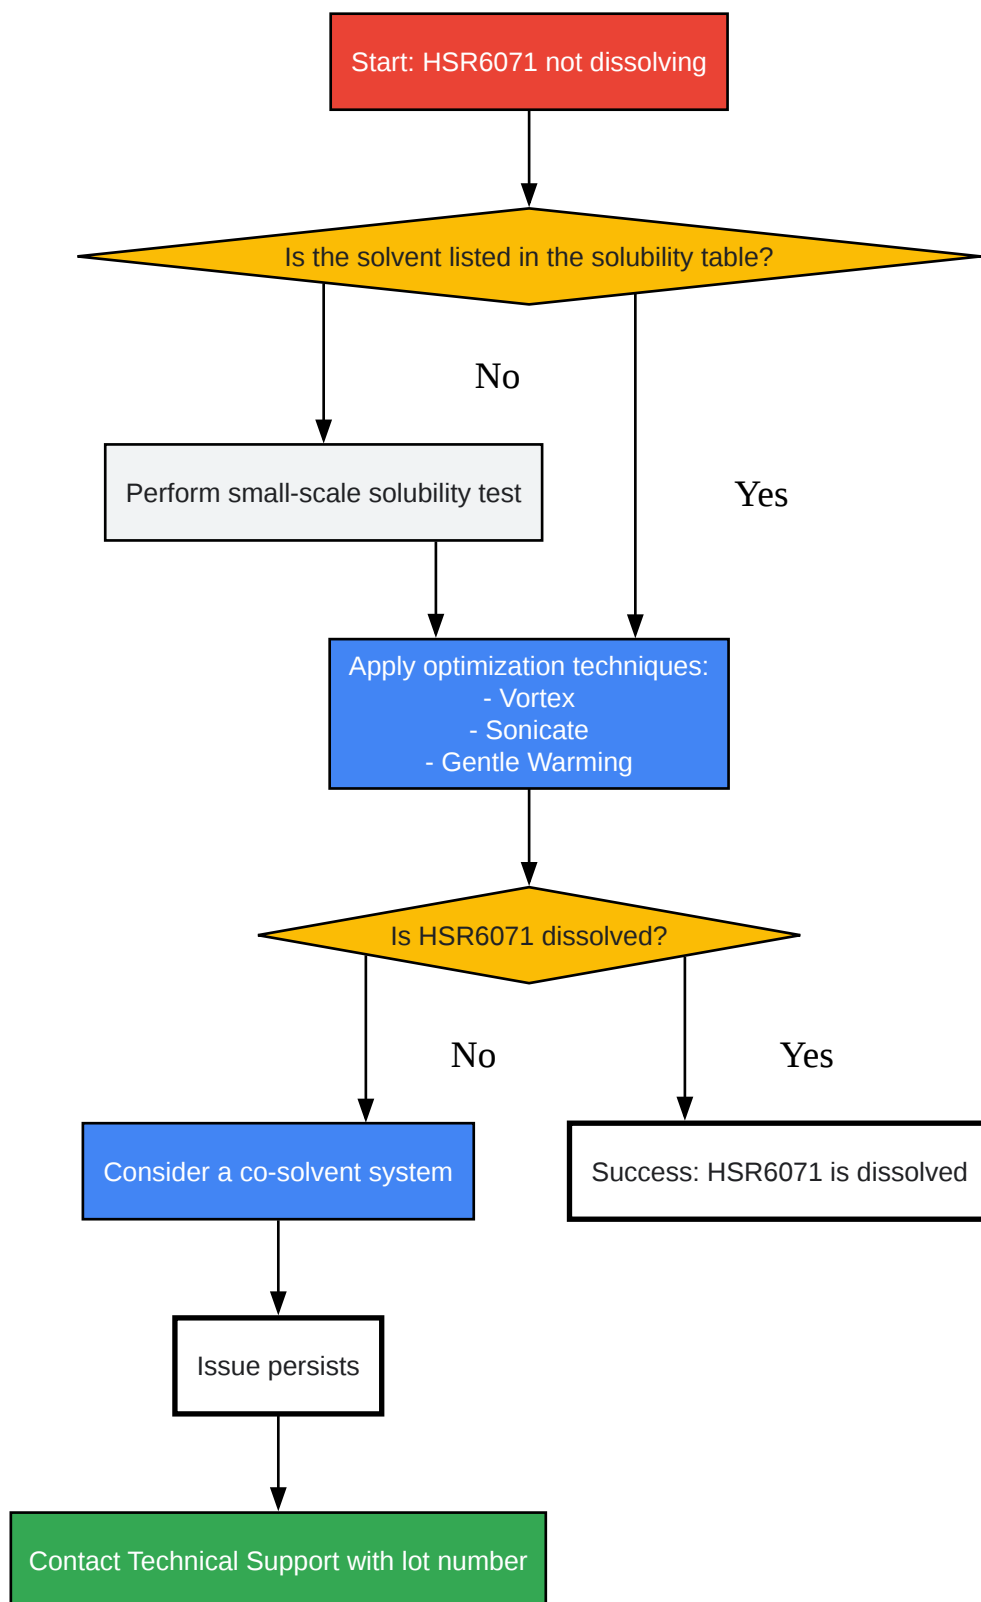 Start: HSR6071 not dissolving
Is the solvent listed in the solubility table?
No
Perform small-scale solubility test
Yes
Apply optimization techniques:
- Vortex
- Sonicate
- Gentle Warming
Is HSR6071 dissolved?
No
Yes
Consider a co-solvent system
Success: HSR6071 is dissolved
Issue persists
Contact Technical Support with lot number